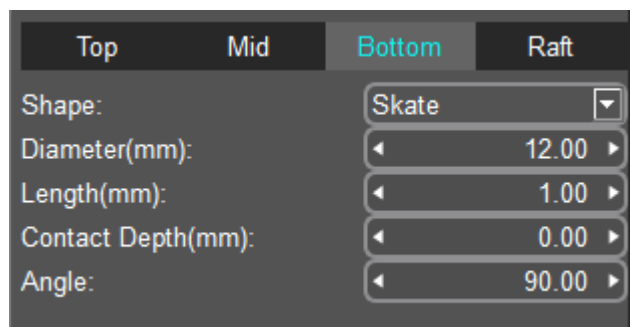 Top Mid Bottom Raft
Shape: Skate
Diameter(mm): 12.00
Length(mm): 1.00
Contact Depth(mm): 0.00
Angle: 90.00